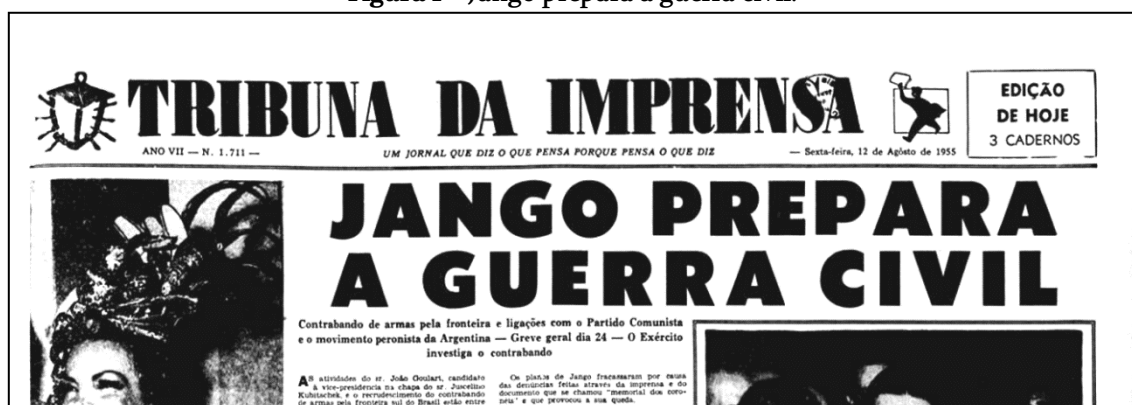 Figura 1 – Jango prepara a guerra civil.
TRIBUNA DA IMPRENSA
EDIÇÃO
DE HOJE
3 CADERNOS
ANO VII — N. 1.711 —
UM JORNAL QUE DIZ O QUE PENSA PORQUE PENSA O QUE DIZ
— Sexta-feira, 12 de Agôsto de 1955
JANGO PREPARA
A GUERRA CIVIL
Contrabando de armas pela fronteira e ligações com o Partido Comunista
e o movimento peronista da Argentina — Greve geral dia 24 — O Exército
investiga o contrabando
AS atividades do sr. João Goulart, candidato
à vice-presidência na chapa do sr. Juscelino
Kubitschek, e o recrudescimento do contrabando
de armas pela fronteira sul do Brasil estão entre
Os planos de Jango fracassaram por causa
das denúncias feitas através da imprensa e do
documento que se chamou "memorial dos coro-
néis" e que provocou a sua queda.